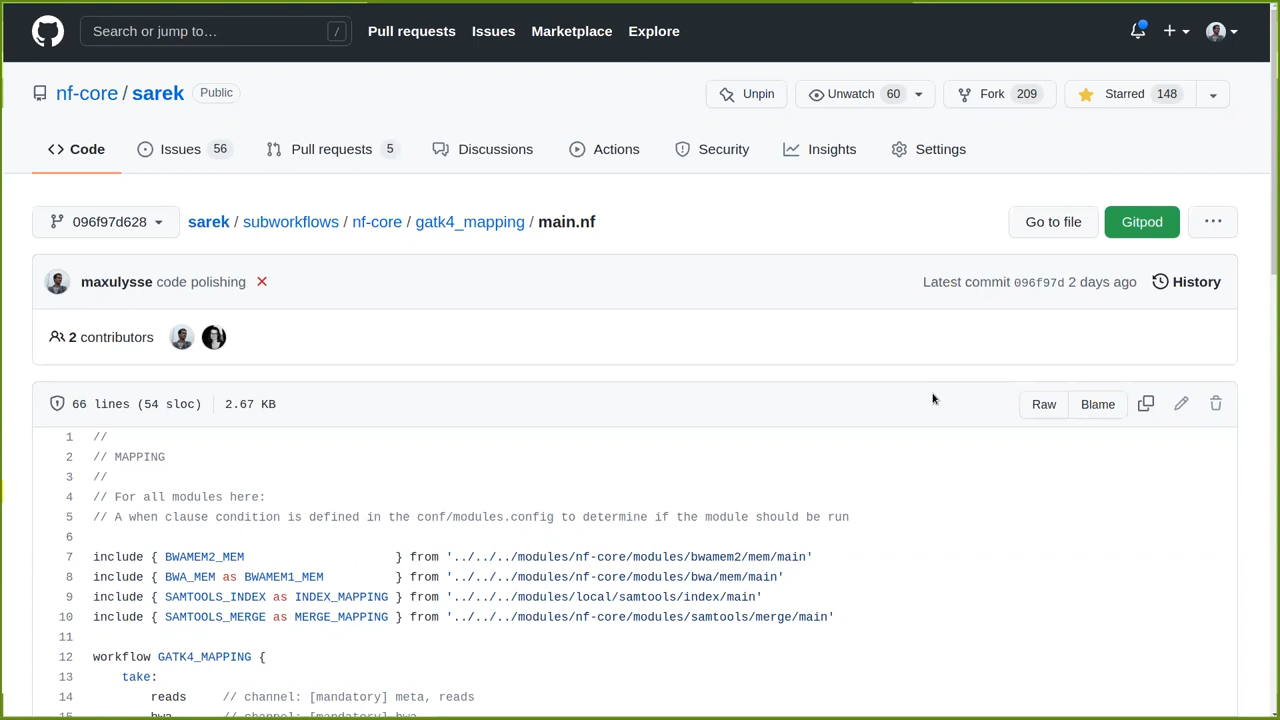 Search or jump to… / Pull requests Issues Marketplace Explore
nf-core / sarek Public Unpin Unwatch 60 Fork 209 Starred 148
Code Issues 56 Pull requests 5 Discussions Actions Security Insights Settings
096f97d628 sarek / subworkflows / nf-core / gatk4_mapping / main.nf Go to file Gitpod ...
maxulysse code polishing Latest commit 096f97d 2 days ago History
2 contributors
66 lines (54 sloc) 2.67 KB Raw Blame
1 //
2 // MAPPING
3 //
4 // For all modules here:
5 // A when clause condition is defined in the conf/modules.config to determine if the module should be run
6
7 include { BWAMEM2_MEM } from '../../../modules/nf-core/modules/bwamem2/mem/main'
8 include { BWA_MEM as BWAMEM1_MEM } from '../../../modules/nf-core/modules/bwa/mem/main'
9 include { SAMTOOLS_INDEX as INDEX_MAPPING } from '../../../modules/local/samtools/index/main'
10 include { SAMTOOLS_MERGE as MERGE_MAPPING } from '../../../modules/nf-core/modules/samtools/merge/main'
11
12 workflow GATK4_MAPPING {
13 take:
14 reads // channel: [mandatory] meta, reads
15 bwa // channel: [mandatory] bwa